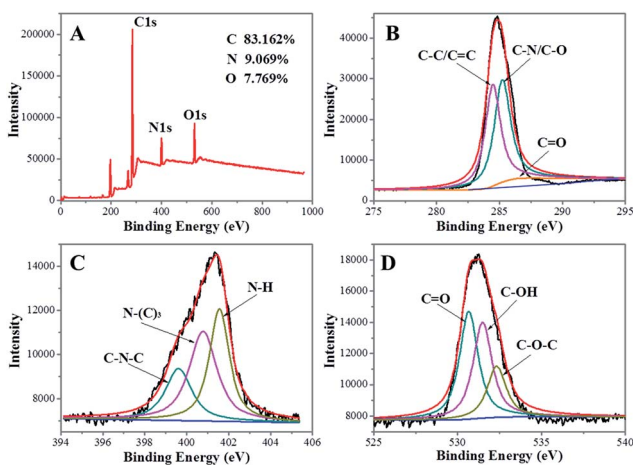 A
C1s
C 83.162%
N 9.069%
O 7.769%
N1s
O1s
200000
150000
100000
50000
0
0 200 400 600 800 1000
Intensity
Binding Energy (eV)
B
C-C/C=C
C-N/C-O
C=O
45000
40000
30000
20000
10000
0
275 280 285 290 295
Intensity
Binding Energy (eV)
C
N-(C)₃
N-H
C-N-C
14000
12000
10000
8000
394 396 398 400 402 404 406
Intensity
Binding Energy (eV)
D
C=O
C-OH
C-O-C
18000
16000
14000
12000
10000
8000
525 530 535 540
Intensity
Binding Energy (eV)